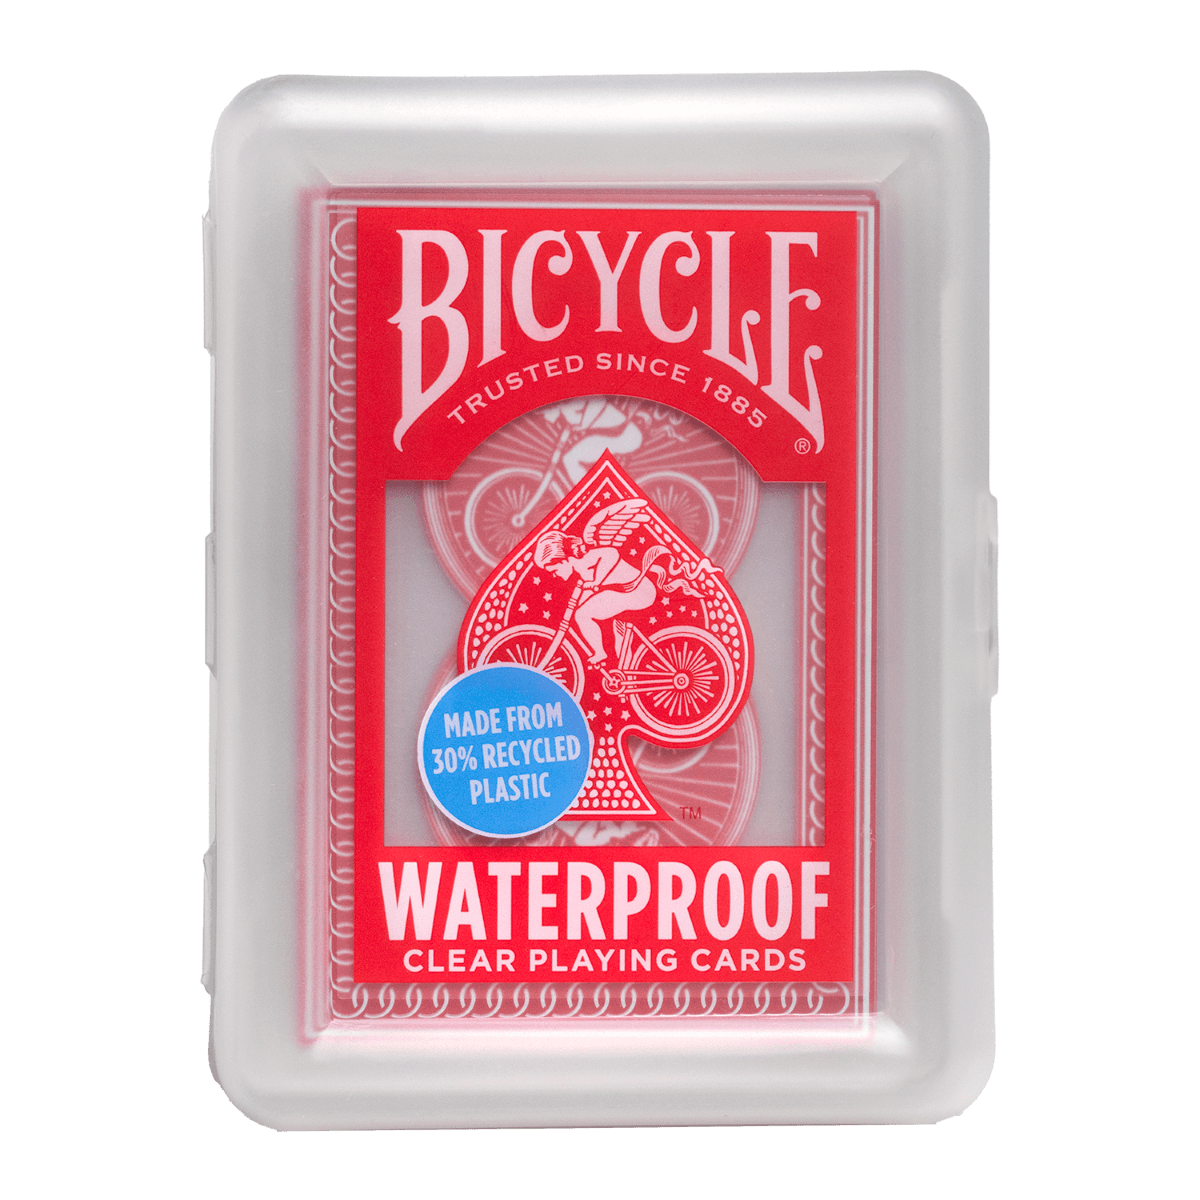 BICYCLE
®
TRUSTED SINCE 1885
MADE FROM
30% RECYCLED
PLASTIC
TM
WATERPROOF
CLEAR PLAYING CARDS